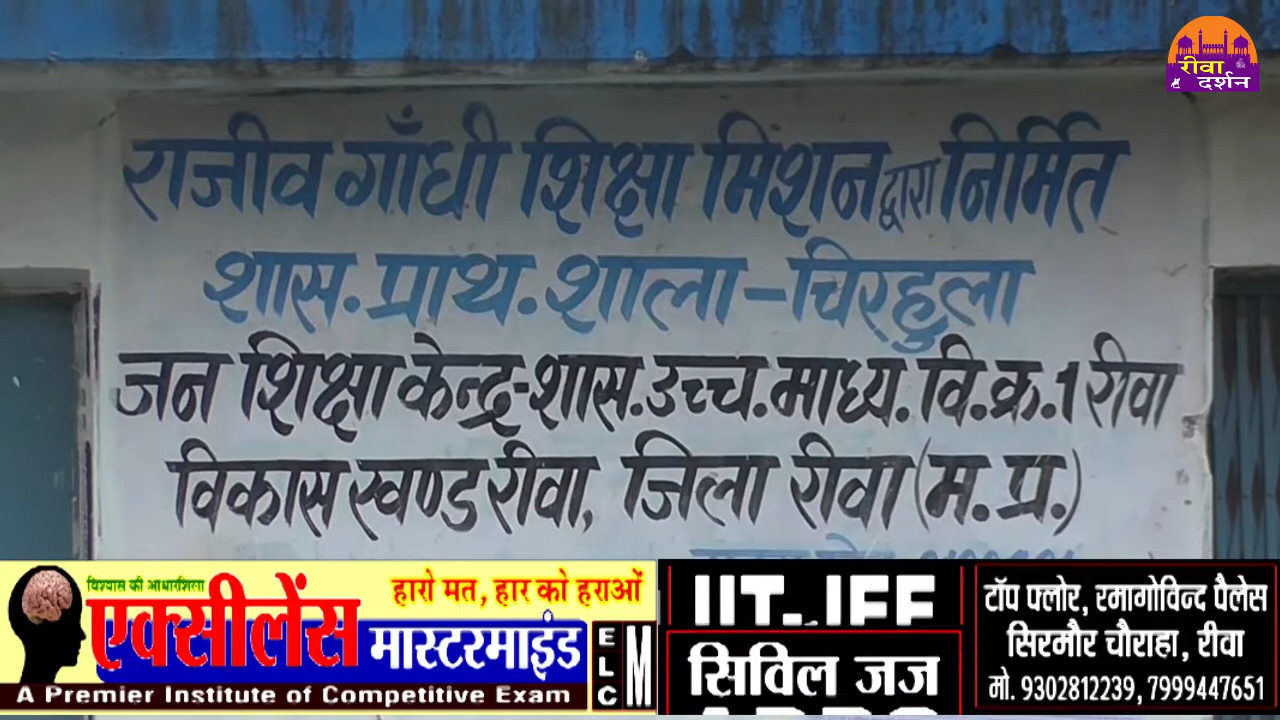 रीवा
दर्शन
राजीव गाँधी शिक्षा मिशन द्वारा निर्मित
शास. प्राथ. शाला-चिरहुला
जन शिक्षा केन्द्र-शास. उच्च. माध्य. वि. क्र. 1 रीवा
विकास खण्ड रीवा, जिला रीवा (म. प्र.)
विश्वास की आधारशिला
एक्सीलेंस
हारो मत, हार को हराओं
मास्टरमाइंड
A Premier Institute of Competitive Exam
ELC
M
IIT-JEE
सिविल जज
टॉप फ्लोर, रमागोविन्द पैलेस
सिरमौर चौराहा, रीवा
मो. 9302812239, 7999447651